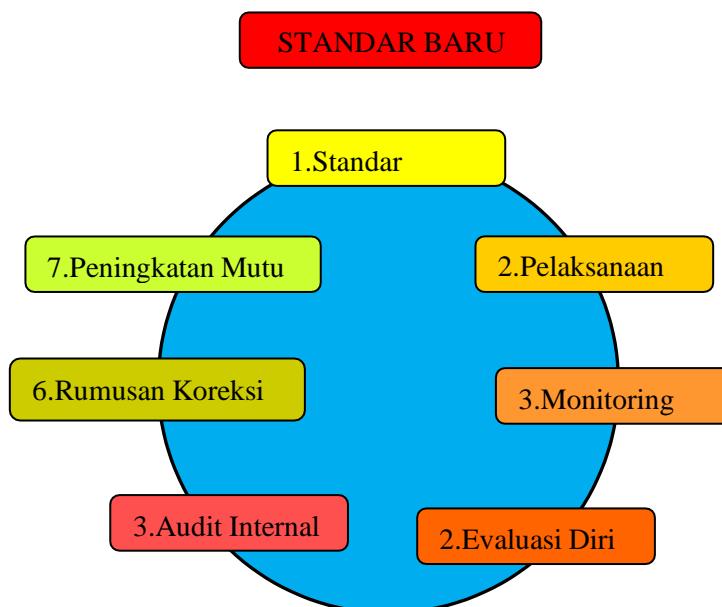 STANDAR BARU
1.Standar
2.Pelaksanaan
3.Monitoring
2.Evaluasi Diri
3.Audit Internal
6.Rumusan Koreksi
7.Peningkatan Mutu